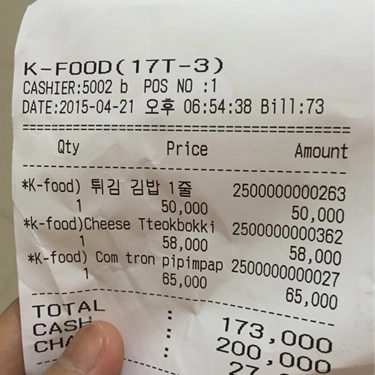 K-FOOD(17T-3)
CASHIER:5002 b POS NO :1
DATE:2015-04-21 오후 06:54:38 Bill:73
Qty Price Amount
*K-food) 튀김 김밥 1줄 2500000000263
1 50,000 50,000
*K-food)Cheese Tteokbokki 2500000000362
1 58,000 58,000
*K-food) Com tron pipimpap 2500000000027
1 65,000 65,000
TOTAL : 173,000
CASH : 200,000
CHA : 27,0